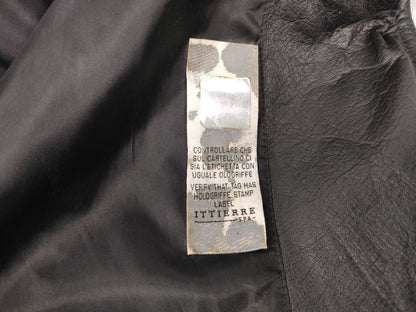 CONTROLLARE CHE
SUL CARTELLINO CI
SIA L'ETICHETTA CON
UGUALE OLOGRIFFE
VERIFY THAT TAG HAS
HOLOGRIFFE STAMP
LABEL
ITTIERRE
S.P.A.